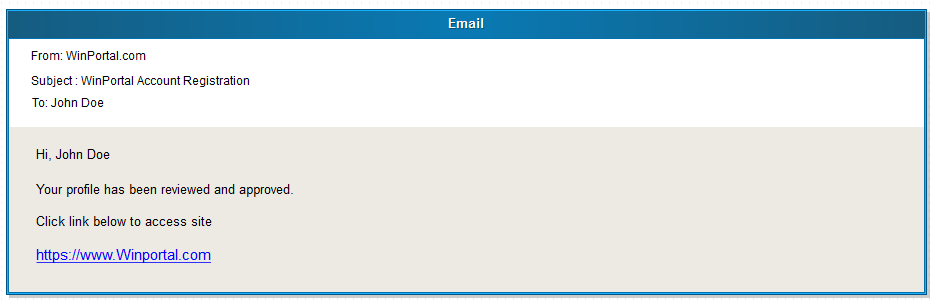 Email
From: WinPortal.com
Subject : WinPortal Account Registration
To: John Doe
Hi, John Doe
Your profile has been reviewed and approved.
Click link below to access site
https://www.Winportal.com